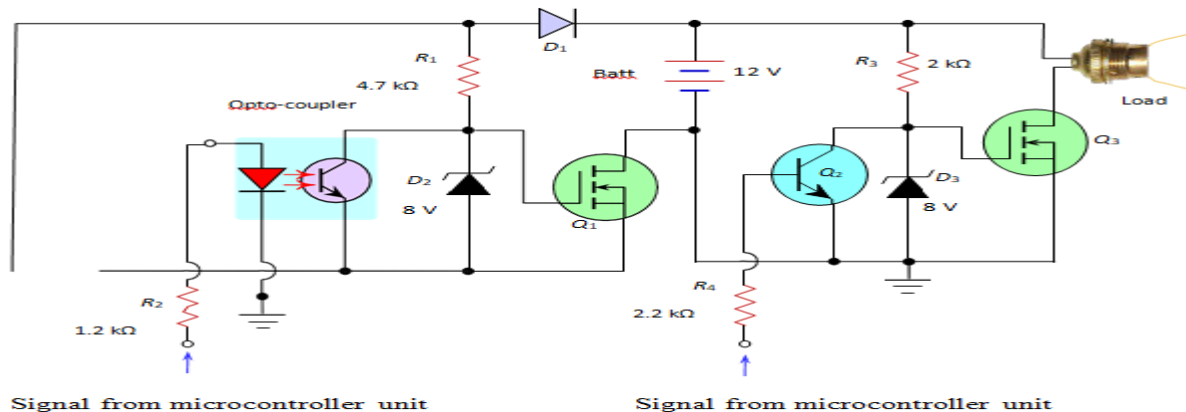 D1
R1
4.7 kΩ
Opto-coupler
Batt
12 V
R3
2 kΩ
Load
Q3
D2
8 V
Q1
Q2
D3
8 V
R2
1.2 kΩ
R4
2.2 kΩ
Signal from microcontroller unit
Signal from microcontroller unit